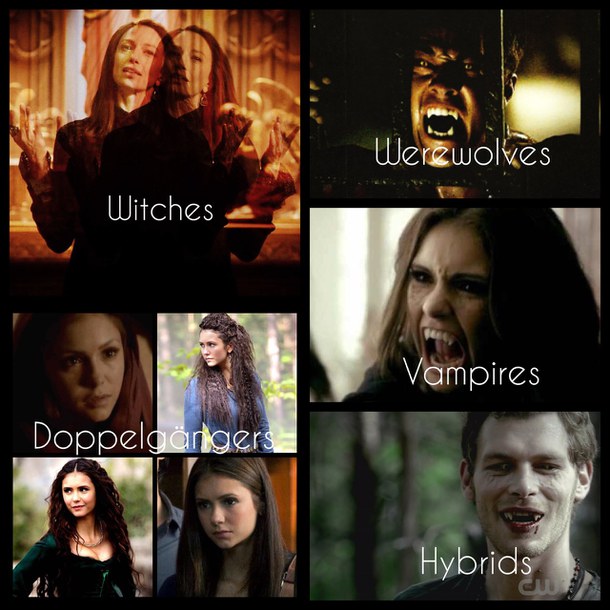 Witches
Werewolves
Vampires
Doppelgängers
Hybrids
CW